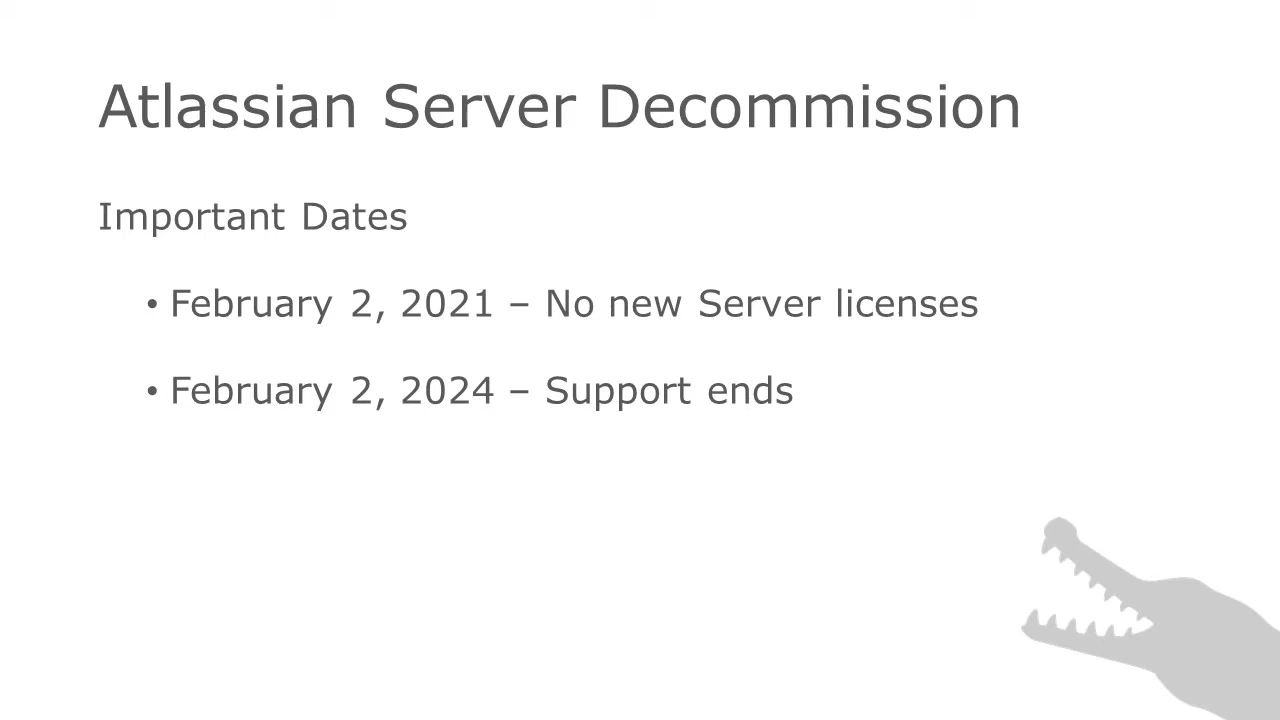 Atlassian Server Decommission
Important Dates
• February 2, 2021 – No new Server licenses
• February 2, 2024 – Support ends